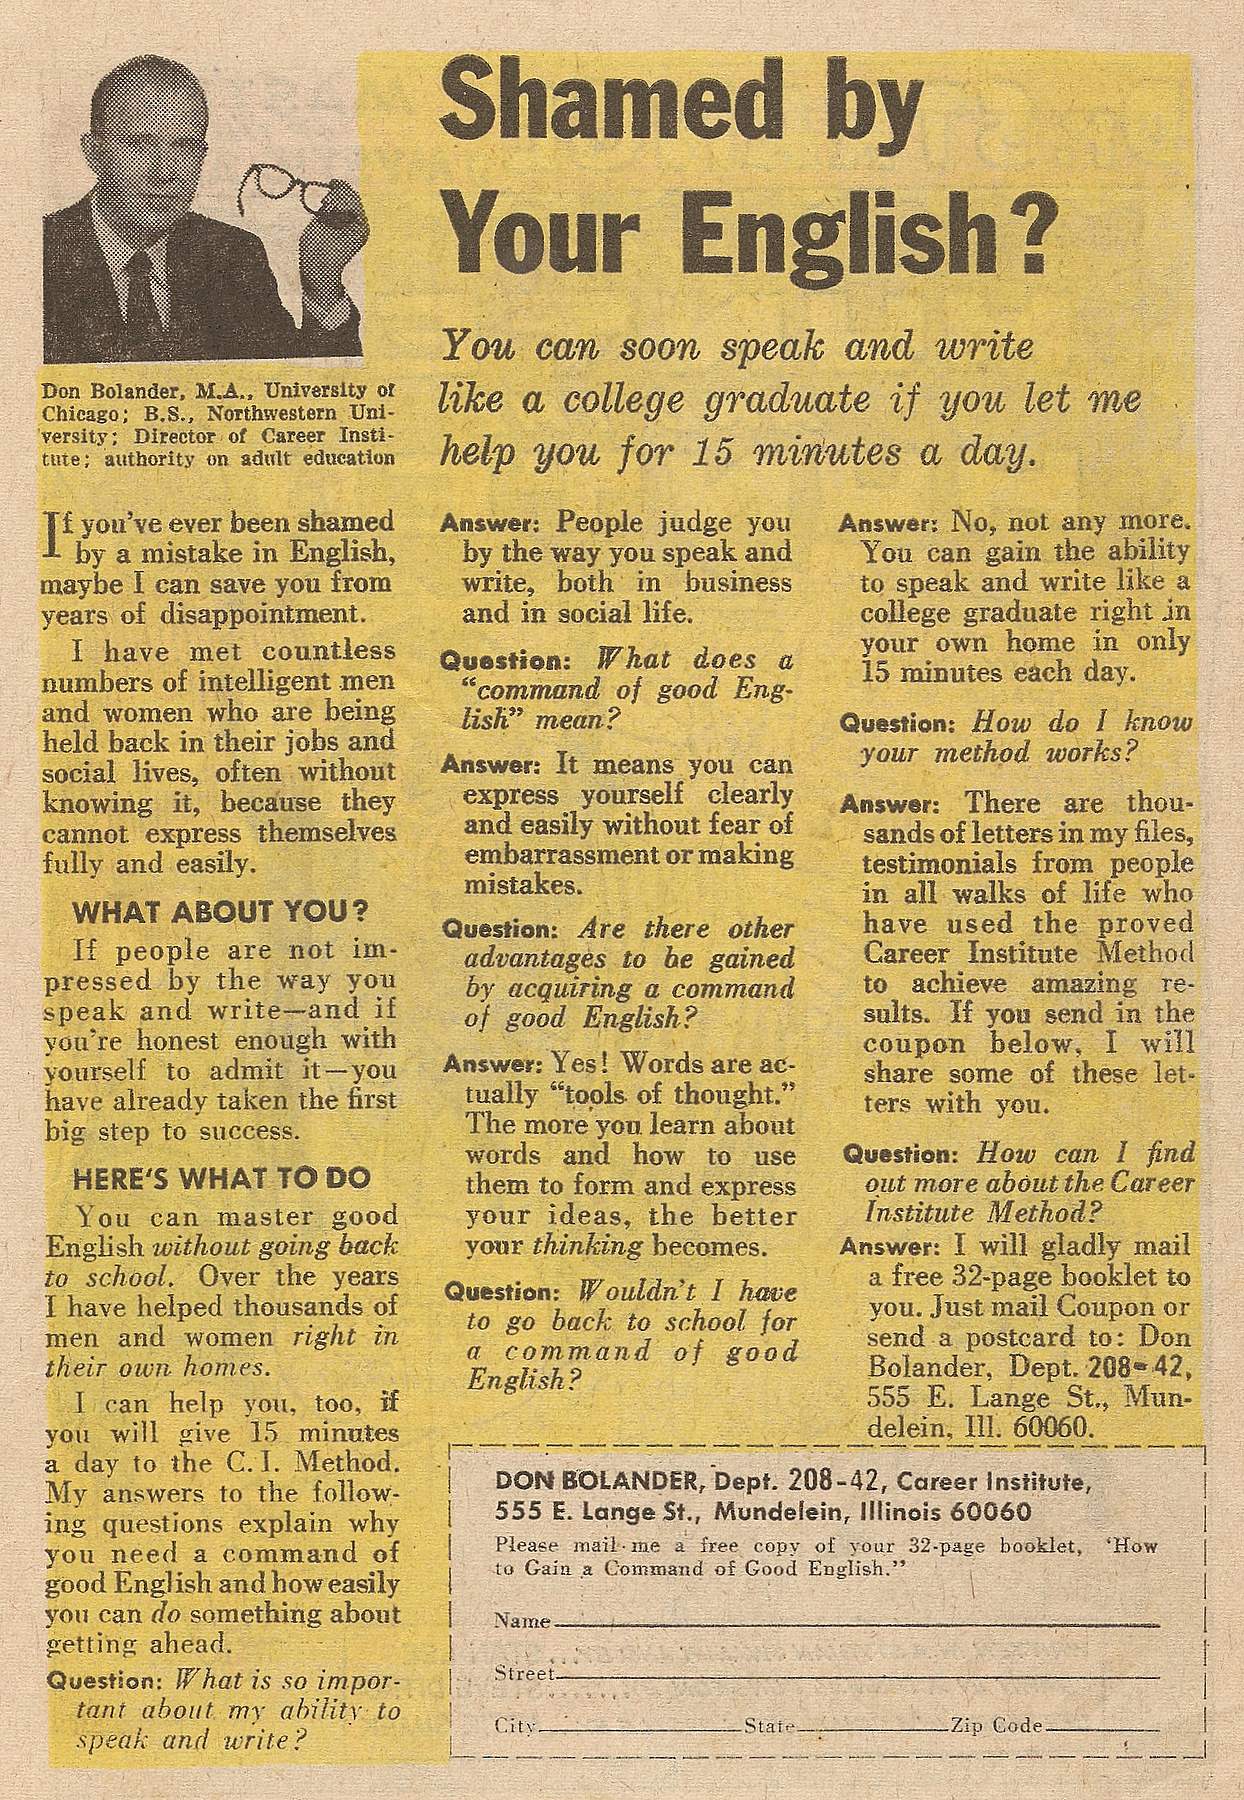 Shamed by
Your English?
You can soon speak and write
like a college graduate if you let me
help you for 15 minutes a day.
Don Bolander, M.A., University of
Chicago; B.S., Northwestern Uni-
versity; Director of Career Insti-
tute; authority on adult education
If you've ever been shamed
by a mistake in English,
maybe I can save you from
years of disappointment.
I have met countless
numbers of intelligent men
and women who are being
held back in their jobs and
social lives, often without
knowing it, because they
cannot express themselves
fully and easily.
WHAT ABOUT YOU?
If people are not im-
pressed by the way you
speak and write—and if
you're honest enough with
yourself to admit it—you
have already taken the first
big step to success.
HERE'S WHAT TO DO
You can master good
English without going back
to school. Over the years
I have helped thousands of
men and women right in
their own homes.
I can help you, too, if
you will give 15 minutes
a day to the C. I. Method.
My answers to the follow-
ing questions explain why
you need a command of
good English and how easily
you can do something about
getting ahead.
Question: What is so impor-
tant about my ability to
speak and write?
Answer: People judge you
by the way you speak and
write, both in business
and in social life.
Question: What does a
"command of good Eng-
lish" mean?
Answer: It means you can
express yourself clearly
and easily without fear of
embarrassment or making
mistakes.
Question: Are there other
advantages to be gained
by acquiring a command
of good English?
Answer: Yes! Words are ac-
tually "tools of thought."
The more you learn about
words and how to use
them to form and express
your ideas, the better
your thinking becomes.
Question: Wouldn't I have
to go back to school for
a command of good
English?
Answer: No, not any more.
You can gain the ability
to speak and write like a
college graduate right in
your own home in only
15 minutes each day.
Question: How do I know
your method works?
Answer: There are thou-
sands of letters in my files,
testimonials from people
in all walks of life who
have used the proved
Career Institute Method
to achieve amazing re-
sults. If you send in the
coupon below, I will
share some of these let-
ters with you.
Question: How can I find
out more about the Career
Institute Method?
Answer: I will gladly mail
a free 32-page booklet to
you. Just mail Coupon or
send a postcard to: Don
Bolander, Dept. 208-42,
555 E. Lange St., Mun-
delein, Ill. 60060.
DON BOLANDER, Dept. 208-42, Career Institute,
555 E. Lange St., Mundelein, Illinois 60060
Please mail me a free copy of your 32-page booklet, 'How
to Gain a Command of Good English."
Name
Street
City State Zip Code